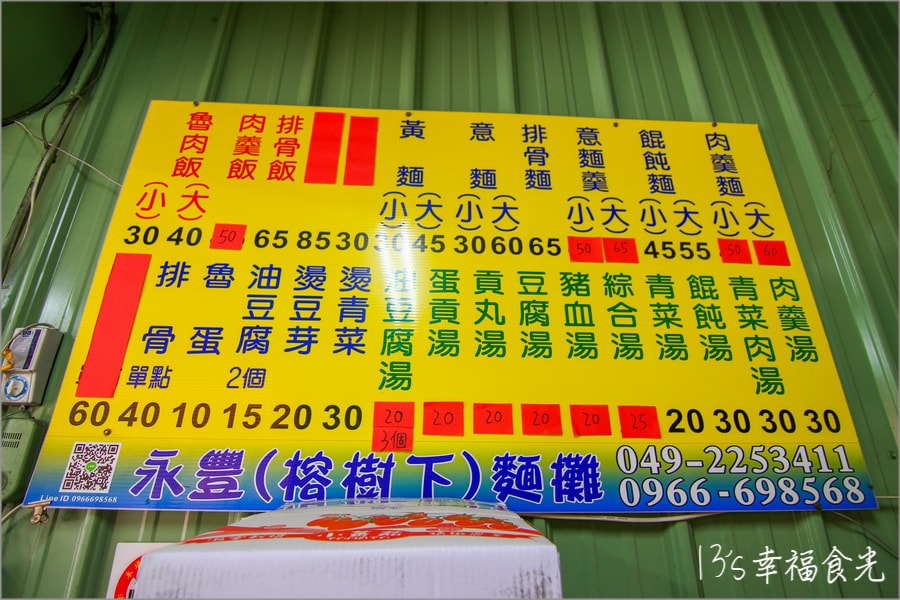 魯肉飯 肉羹飯 排骨飯 黃麵 意麵 排骨麵 意麵羹 餛飩麵 肉羹麵
(小) (大) (小) (大) (小) (大) (小) (大) (小) (大) (小) (大)
30 40 50 65 85 30 30 45 30 60 65 50 65 45 55 50 60
排骨 魯蛋 油豆腐 燙豆芽 燙青菜 油豆腐湯 蛋貢湯 貢丸湯 豆腐湯 豬血湯 綜合湯 青菜湯 餛飩湯 青菜肉湯 肉羹湯
單點 2個
60 40 10 15 20 30 20 20 20 20 20 25 20 30 30 30
3個
永豐(榕樹下)麵攤
049-2253411
0966-698568
Line ID 0966698568
13's幸福食光